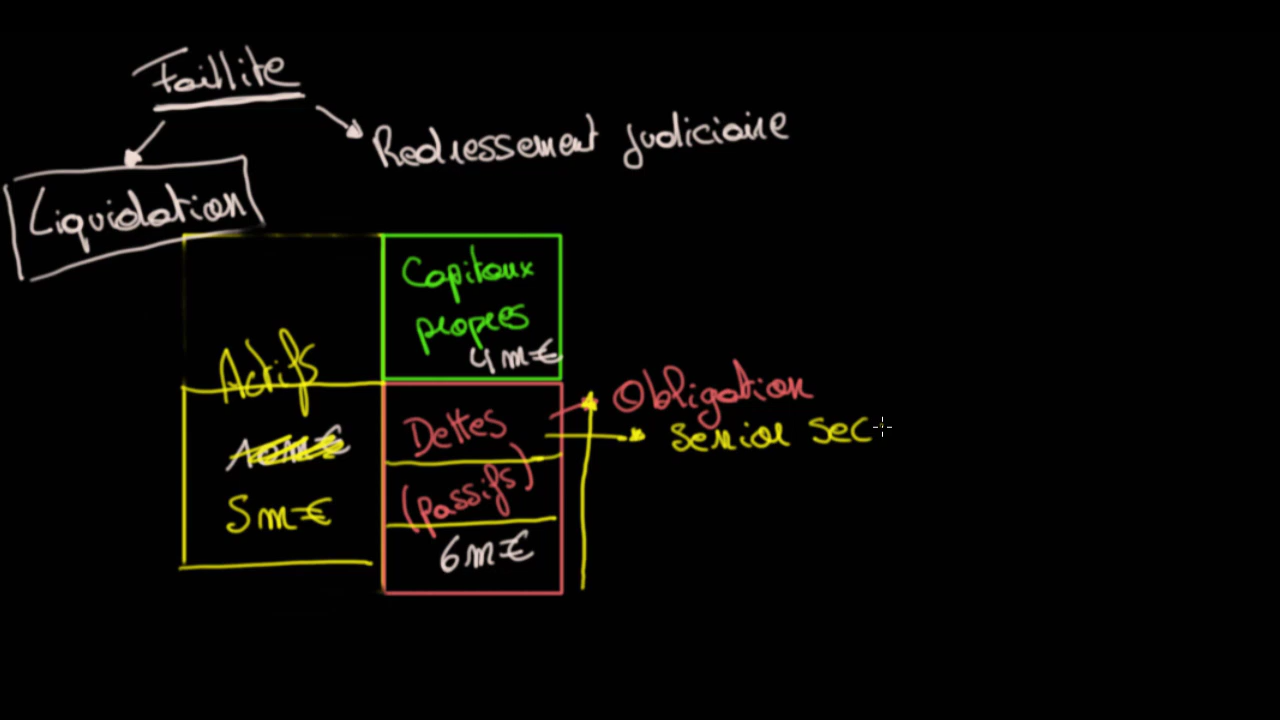 Faillite
Redressement judiciaire
Liquidation
Capitaux
propres
4 m€
Actifs
10 m€
5 m€
Dettes
(passifs)
6 m€
Obligation
senior sec